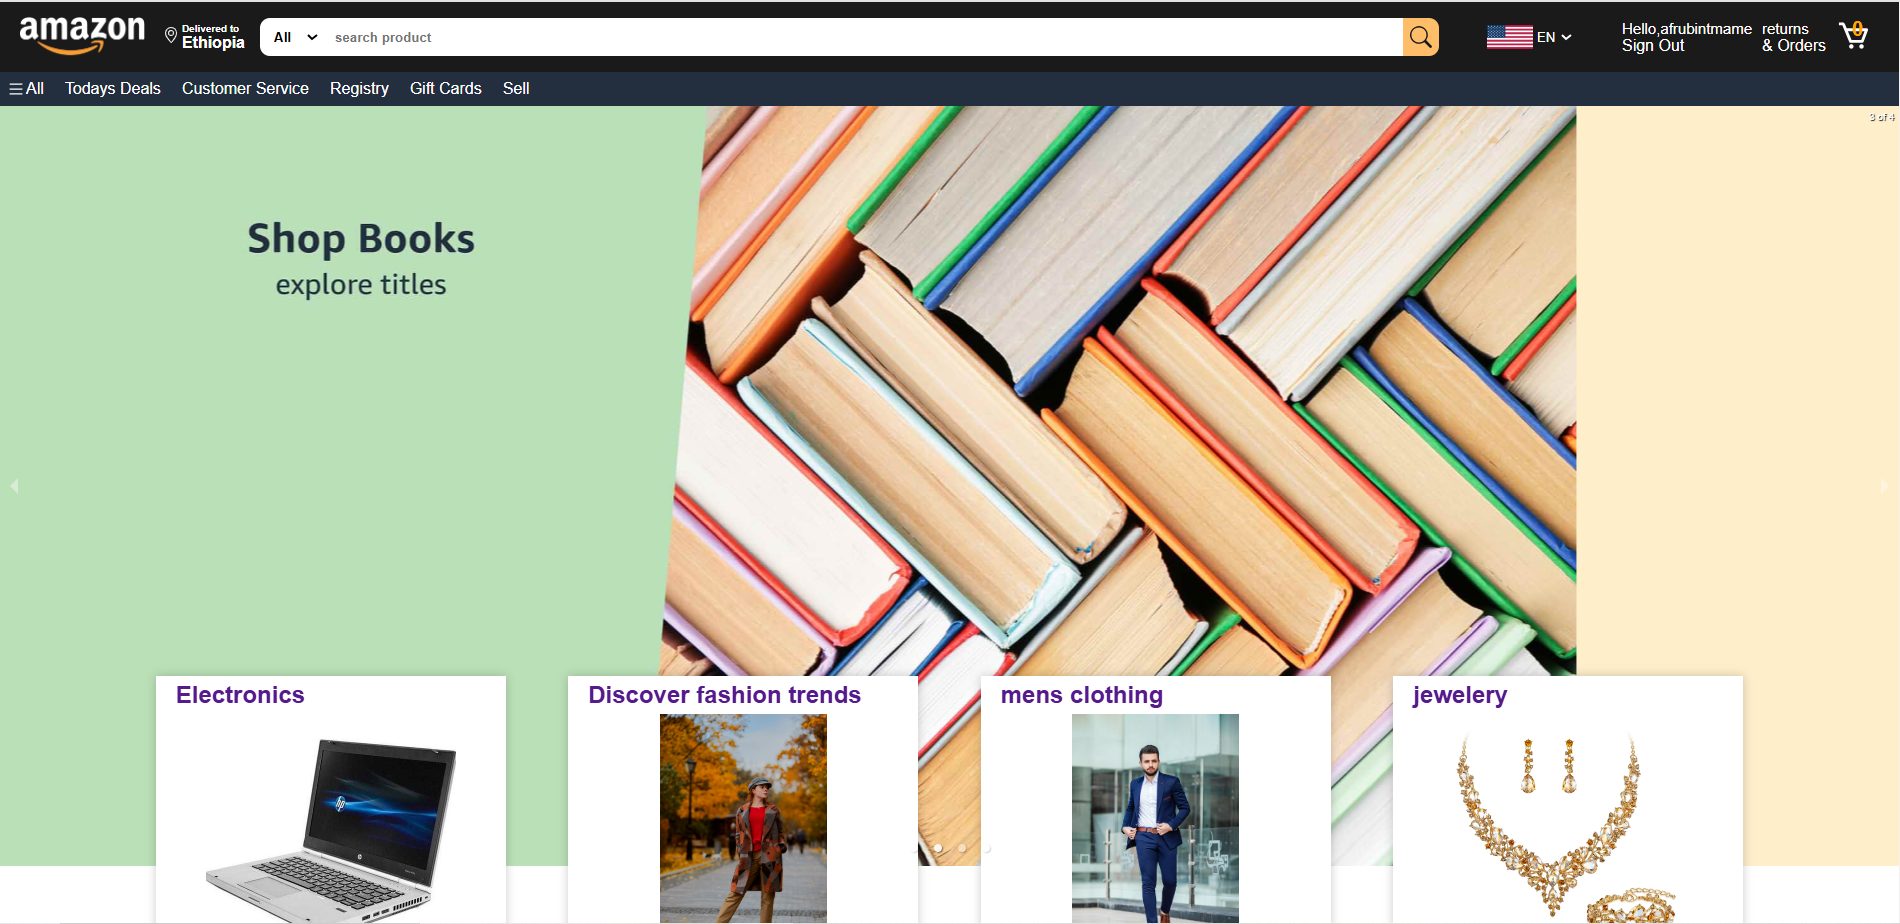 amazon
Delivered to
Ethiopia
All
search product
EN
Hello,afrubintmame
Sign Out
returns
& Orders
0
All
Todays Deals
Customer Service
Registry
Gift Cards
Sell
3 of 4
Shop Books
explore titles
Electronics
Discover fashion trends
mens clothing
jewelery
hp